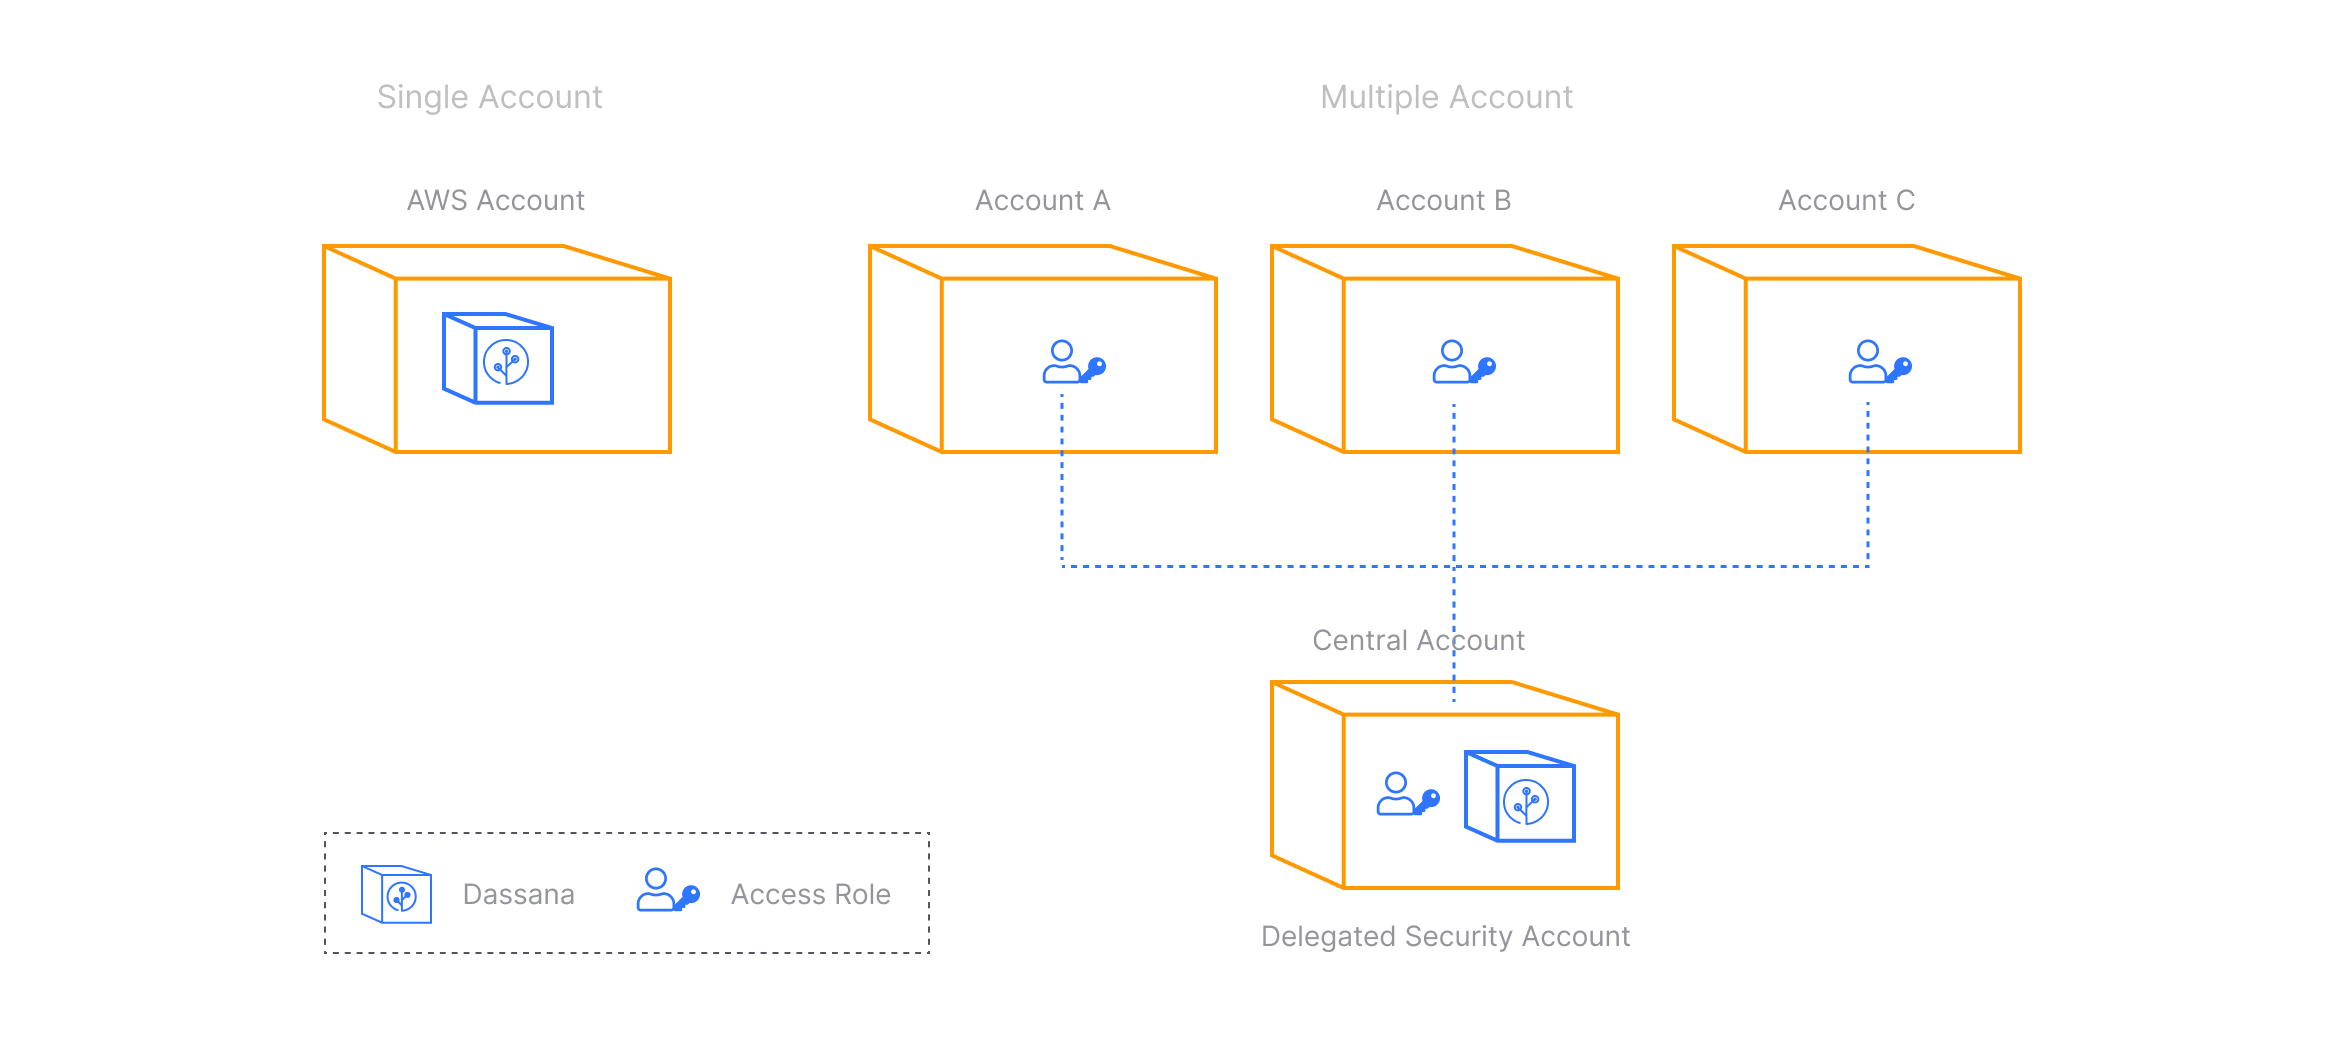 Single Account
Multiple Account
AWS Account
Account A
Account B
Account C
Central Account
Delegated Security Account
Dassana
Access Role